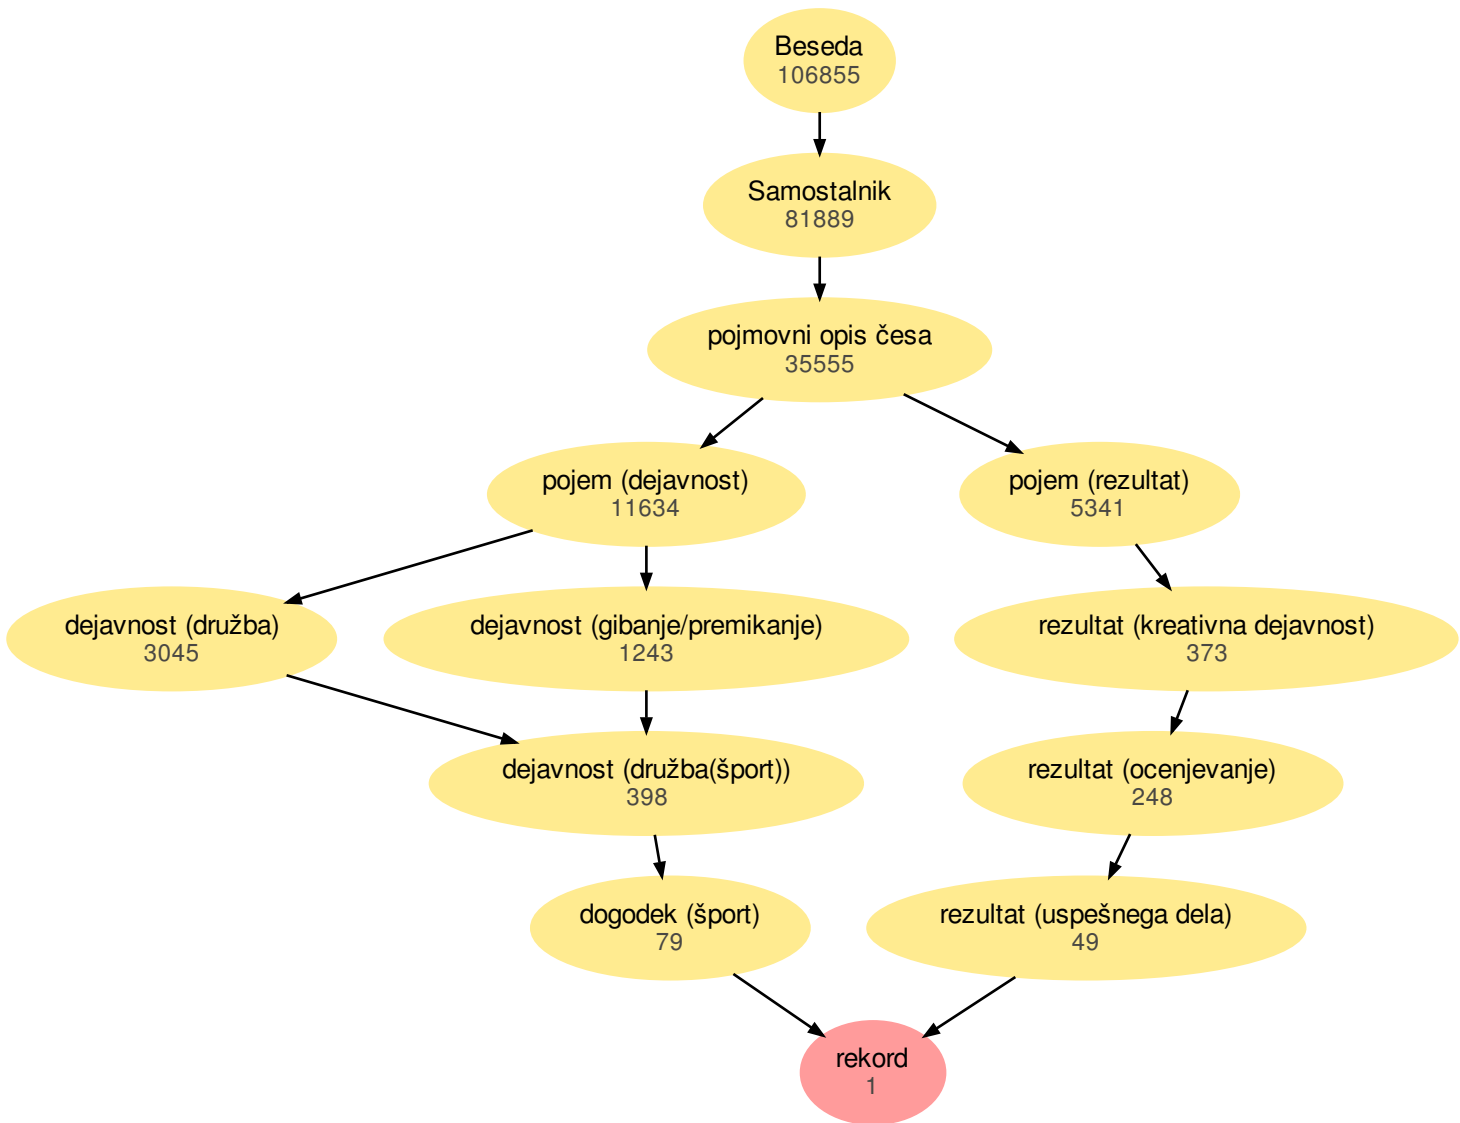 Beseda
106855
Samostalnik
81889
pojmovni opis česa
35555
pojem (dejavnost)
11634
pojem (rezultat)
5341
dejavnost (družba)
3045
dejavnost (gibanje/premikanje)
1243
rezultat (kreativna dejavnost)
373
dejavnost (družba(šport))
398
rezultat (ocenjevanje)
248
dogodek (šport)
79
rezultat (uspešnega dela)
49
rekord
1